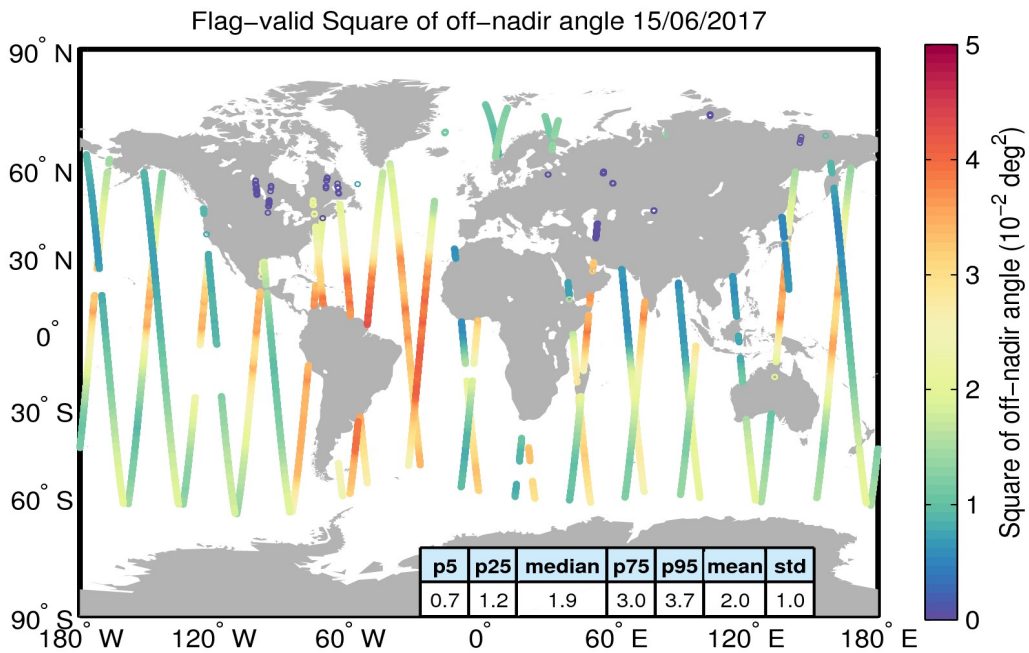 Flag−valid Square of off−nadir angle 15/06/2017
90° N
60° N
30° N
0°
30° S
60° S
90° S
180° W
120° W
60° W
0°
60° E
120° E
180° E
p5 p25 median p75 p95 mean std
0.7 1.2 1.9 3.0 3.7 2.0 1.0
5
4
3
2
1
0
Square of off−nadir angle (10⁻² deg²)